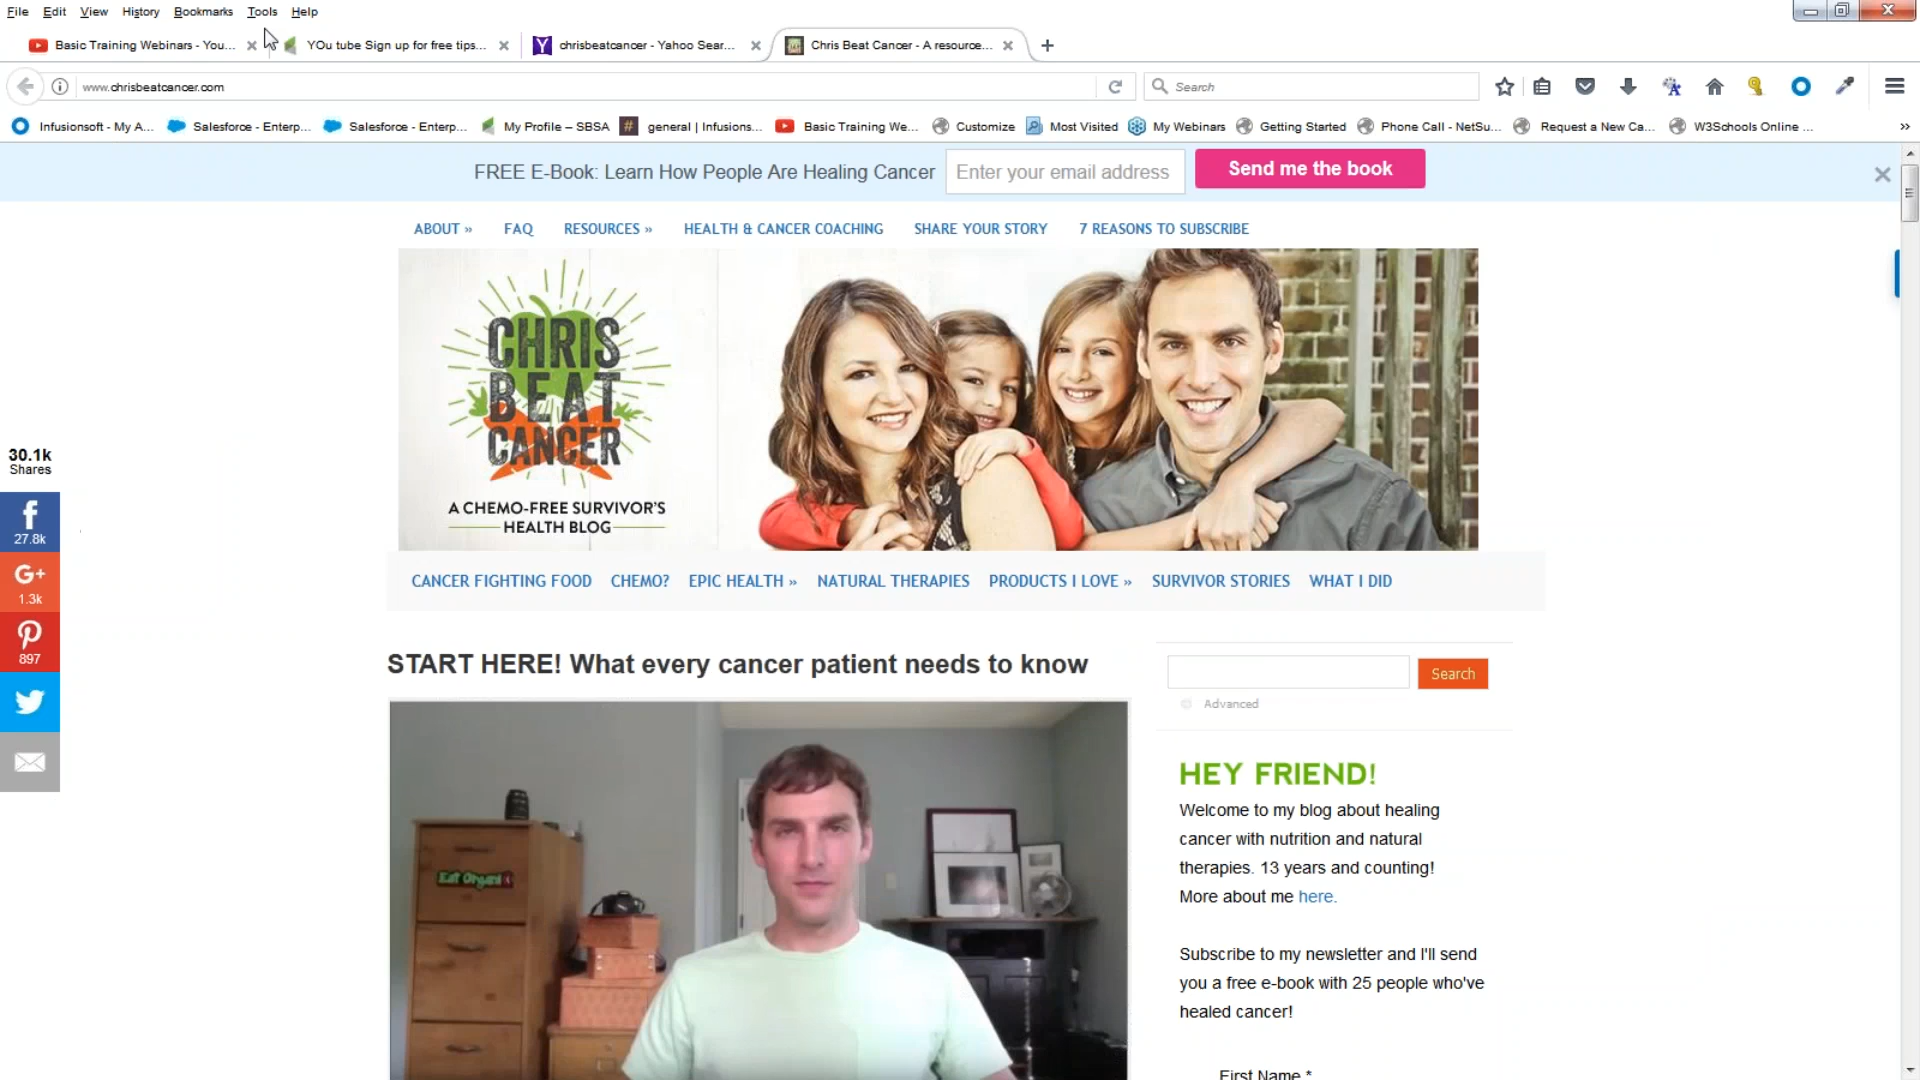 File Edit View History Bookmarks Tools Help
Basic Training Webinars - You...
YOu tube Sign up for free tips...
chrisbeatcancer - Yahoo Sear...
Chris Beat Cancer - A resource...
www.chrisbeatcancer.com
Search
Infusionsoft - My A...
Salesforce - Enterp...
Salesforce - Enterp...
My Profile – SBSA
general | Infusions...
Basic Training We...
Customize
Most Visited
My Webinars
Getting Started
Phone Call - NetSu...
Request a New Ca...
W3Schools Online ...
»
FREE E-Book: Learn How People Are Healing Cancer
Enter your email address
Send me the book
ABOUT » FAQ RESOURCES » HEALTH & CANCER COACHING SHARE YOUR STORY 7 REASONS TO SUBSCRIBE
CHRIS
BEAT
CANCER
A CHEMO-FREE SURVIVOR'S
HEALTH BLOG
30.1k
Shares
27.8k
G+
1.3k
897
CANCER FIGHTING FOOD CHEMO? EPIC HEALTH » NATURAL THERAPIES PRODUCTS I LOVE » SURVIVOR STORIES WHAT I DID
START HERE! What every cancer patient needs to know
Eat Organic
Search
Advanced
HEY FRIEND!
Welcome to my blog about healing
cancer with nutrition and natural
therapies. 13 years and counting!
More about me here.
Subscribe to my newsletter and I'll send
you a free e-book with 25 people who've
healed cancer!
First Name *